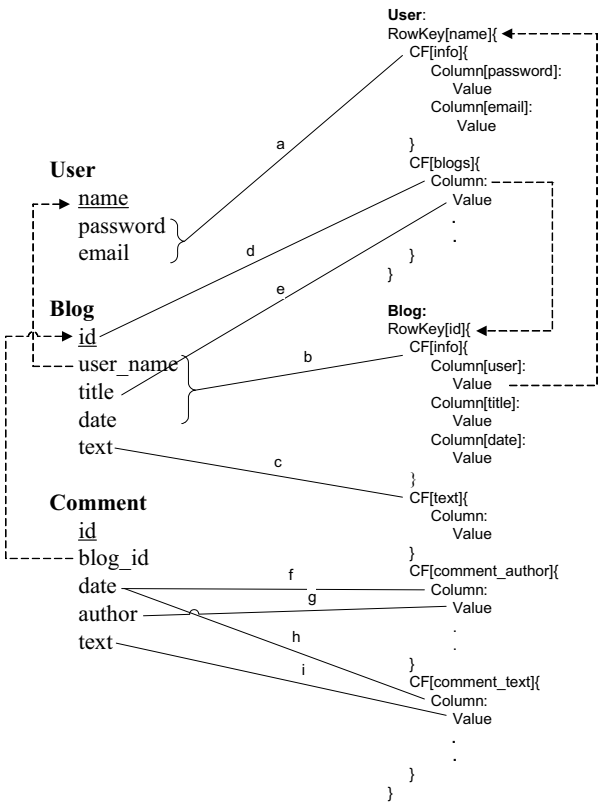 User
name
password
email
Blog
id
user_name
title
date
text
Comment
id
blog_id
date
author
text
a
d
e
b
c
f
g
h
i
User:
RowKey[name]{
CF[info]{
Column[password]:
Value
Column[email]:
Value
}
CF[blogs]{
Column:
Value
.
.
}
}
Blog:
RowKey[id]{
CF[info]{
Column[user]:
Value
Column[title]:
Value
Column[date]:
Value
}
CF[text]{
Column:
Value
}
CF[comment_author]{
Column:
Value
.
.
}
CF[comment_text]{
Column:
Value
.
.
}
}